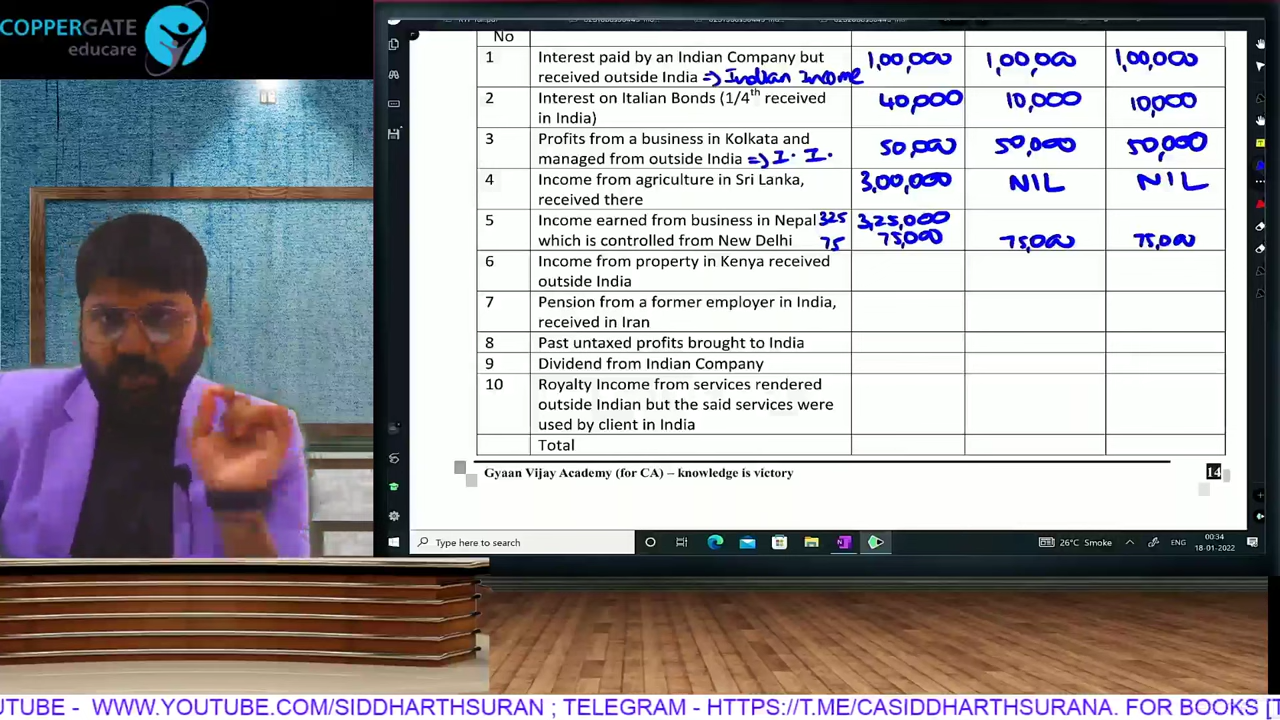 COPPERGATE
educare
No
1 Interest paid by an Indian Company but 1,00,000 1,00,000 1,00,000
received outside India => Indian Income
2 Interest on Italian Bonds (1/4th received 40,000 10,000 10,000
in India)
3 Profits from a business in Kolkata and 50,000 50,000 50,000
managed from outside India => I. I.
4 Income from agriculture in Sri Lanka, 3,00,000 NIL NIL
received there
5 Income earned from business in Nepal 325 3,25,000
which is controlled from New Delhi 75 75,000 75,000 75,000
6 Income from property in Kenya received
outside India
7 Pension from a former employer in India,
received in Iran
8 Past untaxed profits brought to India
9 Dividend from Indian Company
10 Royalty Income from services rendered
outside Indian but the said services were
used by client in India
Total
Gyaan Vijay Academy (for CA) – knowledge is victory 14
Type here to search
26°C Smoke ENG 00:34
18-01-2022
UTUBE - WWW.YOUTUBE.COM/SIDDHARTHSURAN ; TELEGRAM - HTTPS://T.ME/CASIDDHARTHSURANA. FOR BOOKS [